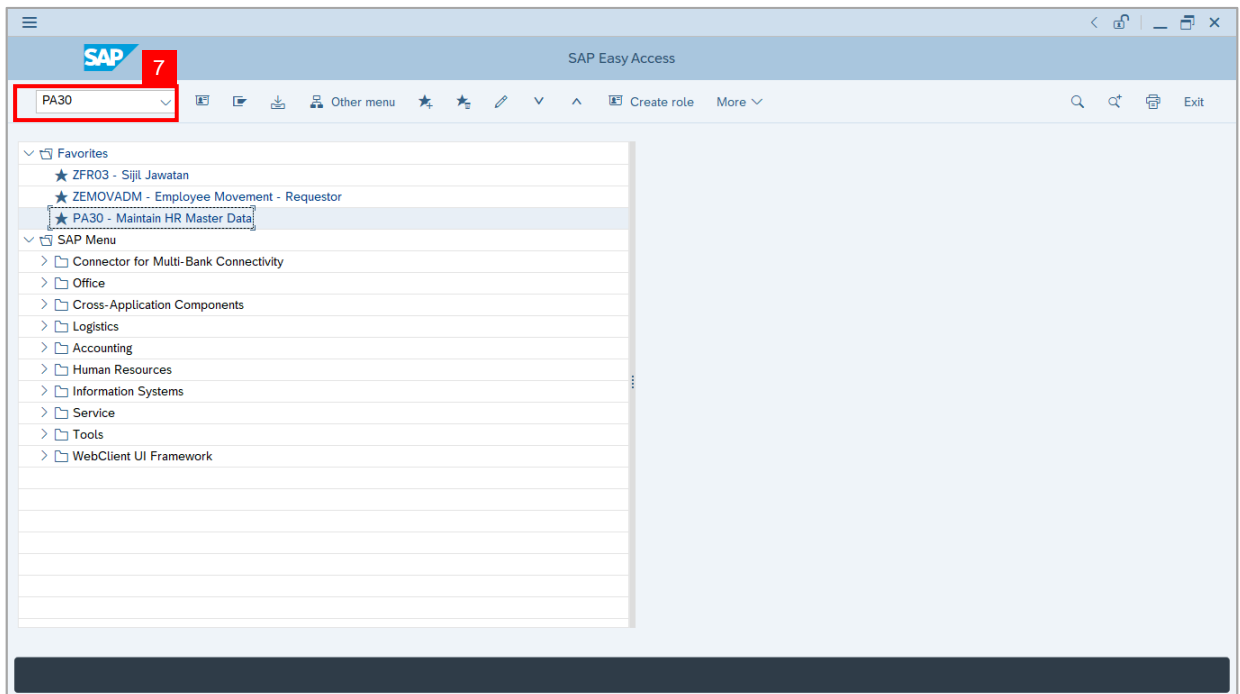 SAP Easy Access
SAP
7
PA30 Other menu Create role More Exit
Favorites
ZFR03 - Sijil Jawatan
ZEMOVADM - Employee Movement - Requestor
PA30 - Maintain HR Master Data
SAP Menu
Connector for Multi-Bank Connectivity
Office
Cross-Application Components
Logistics
Accounting
Human Resources
Information Systems
Service
Tools
WebClient UI Framework